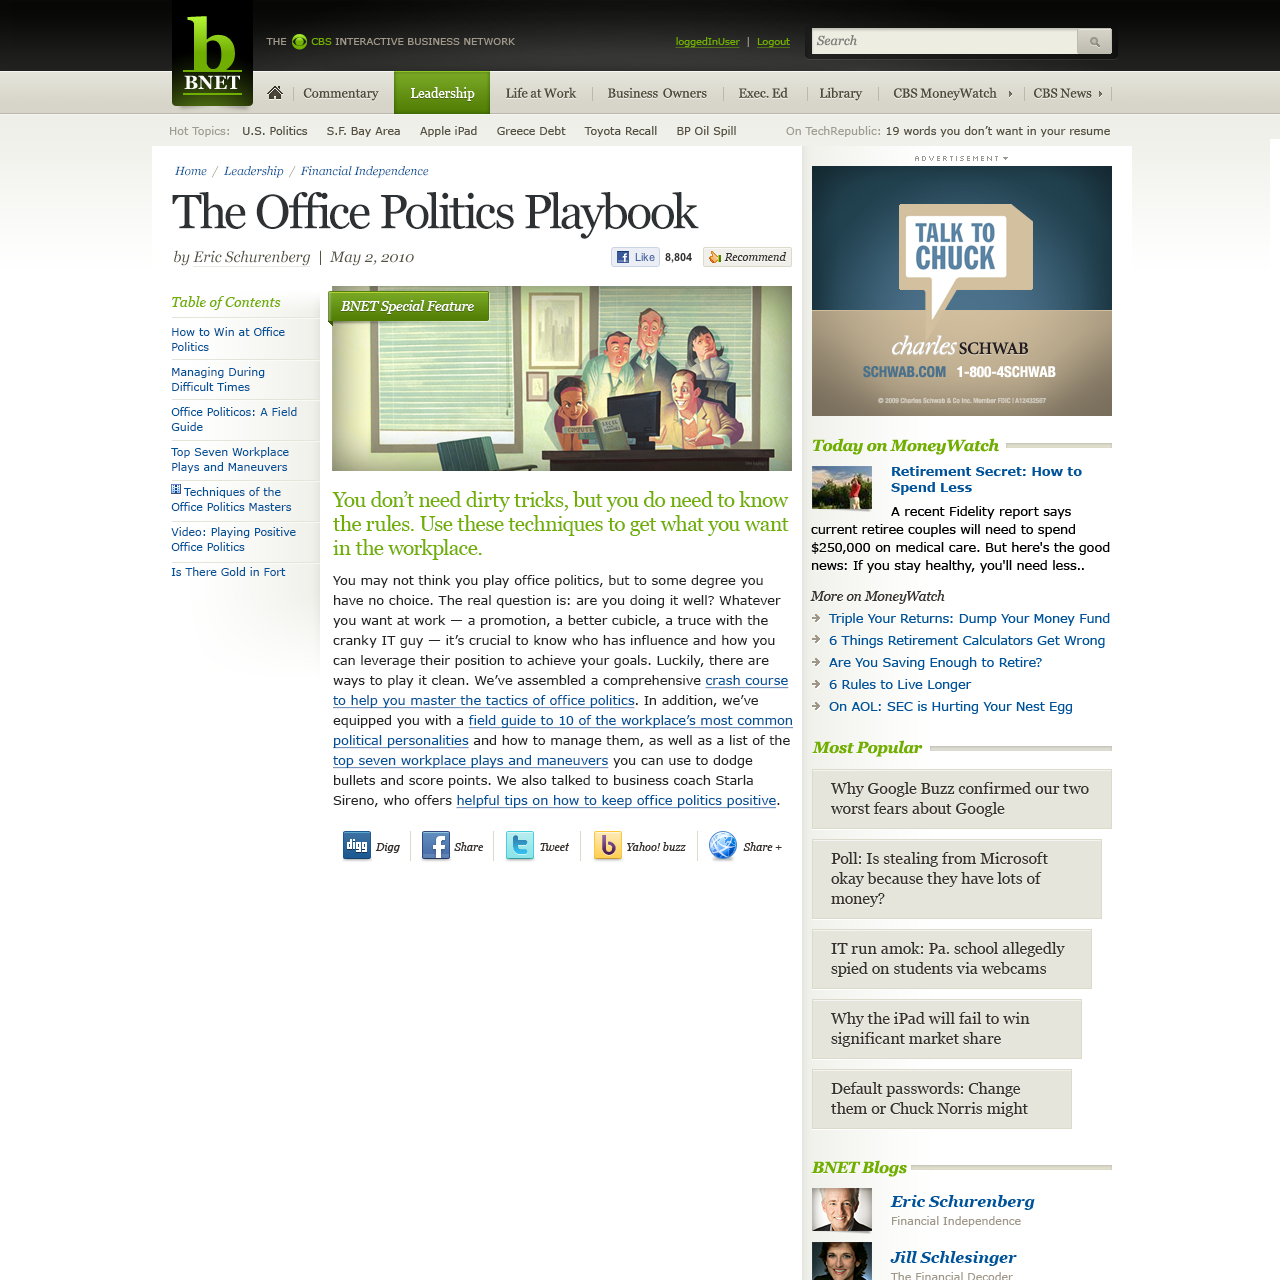 b
BNET
THE CBS INTERACTIVE BUSINESS NETWORK
loggedInUser | Logout
Search
Commentary
Leadership
Life at Work
Business Owners
Exec. Ed
Library
CBS MoneyWatch
CBS News
Hot Topics: U.S. Politics S.F. Bay Area Apple iPad Greece Debt Toyota Recall BP Oil Spill
On TechRepublic: 19 words you don’t want in your resume
Home / Leadership / Financial Independence
The Office Politics Playbook
by Eric Schurenberg | May 2, 2010
Like 8,804
Recommend
Table of Contents
How to Win at Office
Politics
Managing During
Difficult Times
Office Politicos: A Field
Guide
Top Seven Workplace
Plays and Maneuvers
Techniques of the
Office Politics Masters
Video: Playing Positive
Office Politics
Is There Gold in Fort
BNET Special Feature
You don’t need dirty tricks, but you do need to know
the rules. Use these techniques to get what you want
in the workplace.
You may not think you play office politics, but to some degree you
have no choice. The real question is: are you doing it well? Whatever
you want at work — a promotion, a better cubicle, a truce with the
cranky IT guy — it’s crucial to know who has influence and how you
can leverage their position to achieve your goals. Luckily, there are
ways to play it clean. We’ve assembled a comprehensive crash course
to help you master the tactics of office politics. In addition, we’ve
equipped you with a field guide to 10 of the workplace’s most common
political personalities and how to manage them, as well as a list of the
top seven workplace plays and maneuvers you can use to dodge
bullets and score points. We also talked to business coach Starla
Sireno, who offers helpful tips on how to keep office politics positive.
digg Digg
Share
Tweet
Yahoo! buzz
Share +
ADVERTISEMENT
TALK TO
CHUCK
charles SCHWAB
SCHWAB.COM 1-800-4SCHWAB
© 2009 Charles Schwab & Co Inc. Member
Today on MoneyWatch
Retirement Secret: How to
Spend Less
A recent Fidelity report says
current retiree couples will need to spend
$250,000 on medical care. But here's the good
news: If you stay healthy, you'll need less..
More on MoneyWatch
Triple Your Returns: Dump Your Money Fund
6 Things Retirement Calculators Get Wrong
Are You Saving Enough to Retire?
6 Rules to Live Longer
On AOL: SEC is Hurting Your Nest Egg
Most Popular
Why Google Buzz confirmed our two
worst fears about Google
Poll: Is stealing from Microsoft
okay because they have lots of
money?
IT run amok: Pa. school allegedly
spied on students via webcams
Why the iPad will fail to win
significant market share
Default passwords: Change
them or Chuck Norris might
BNET Blogs
Eric Schurenberg
Financial Independence
Jill Schlesinger
The Financial Decoder